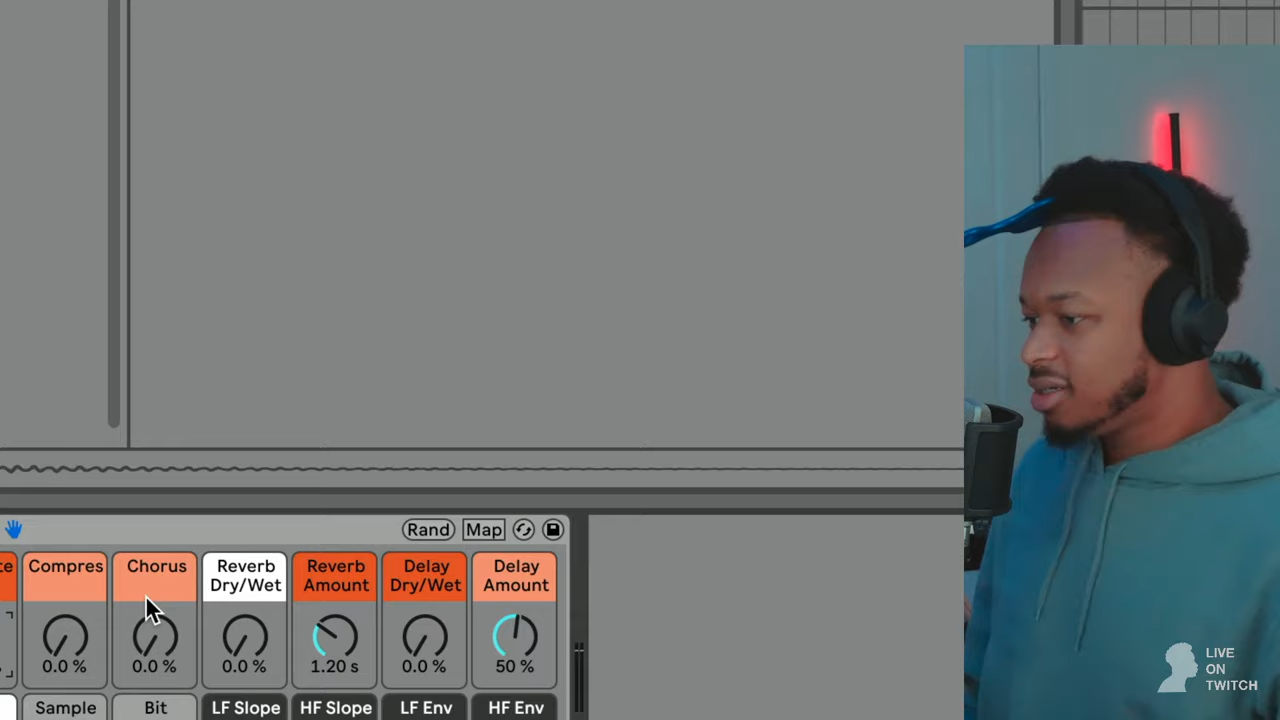 Rand Map
te Compres Chorus Reverb Reverb Delay Delay
Dry/Wet Amount Dry/Wet Amount
0.0 % 0.0 % 0.0 % 1.20 s 0.0 % 50 %
Sample Bit LF Slope HF Slope LF Env HF Env
LIVE
ON
TWITCH